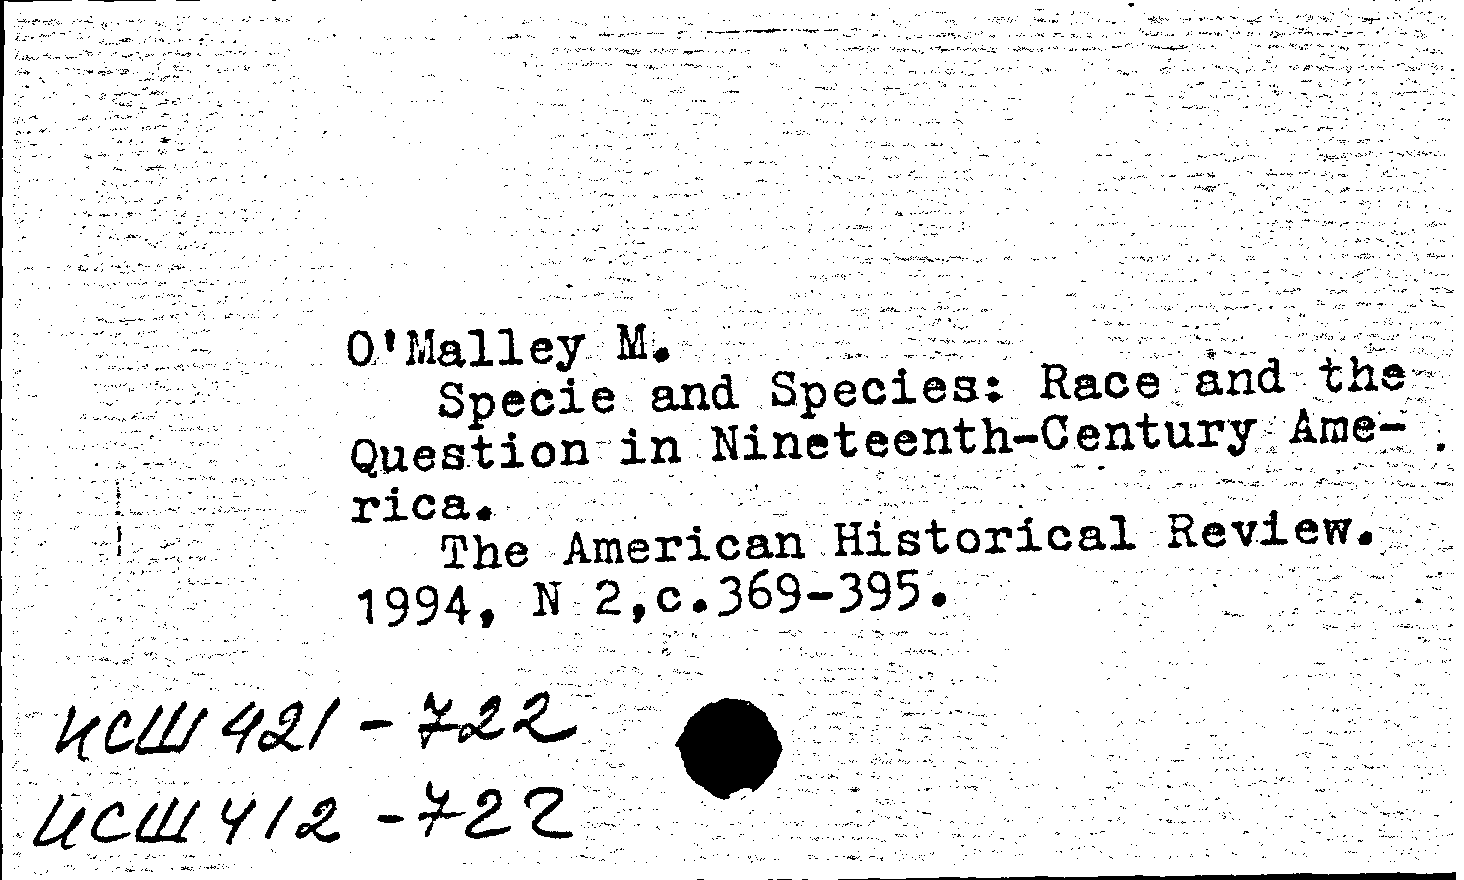 O'Malley M.
Specie and Species: Race and the
Question in Nineteenth-Century Ame-
rica.
The American Historical Review.
1994, N 2,c.369-395.
ИСШ 421 - 722
ИСШ 412 - 722